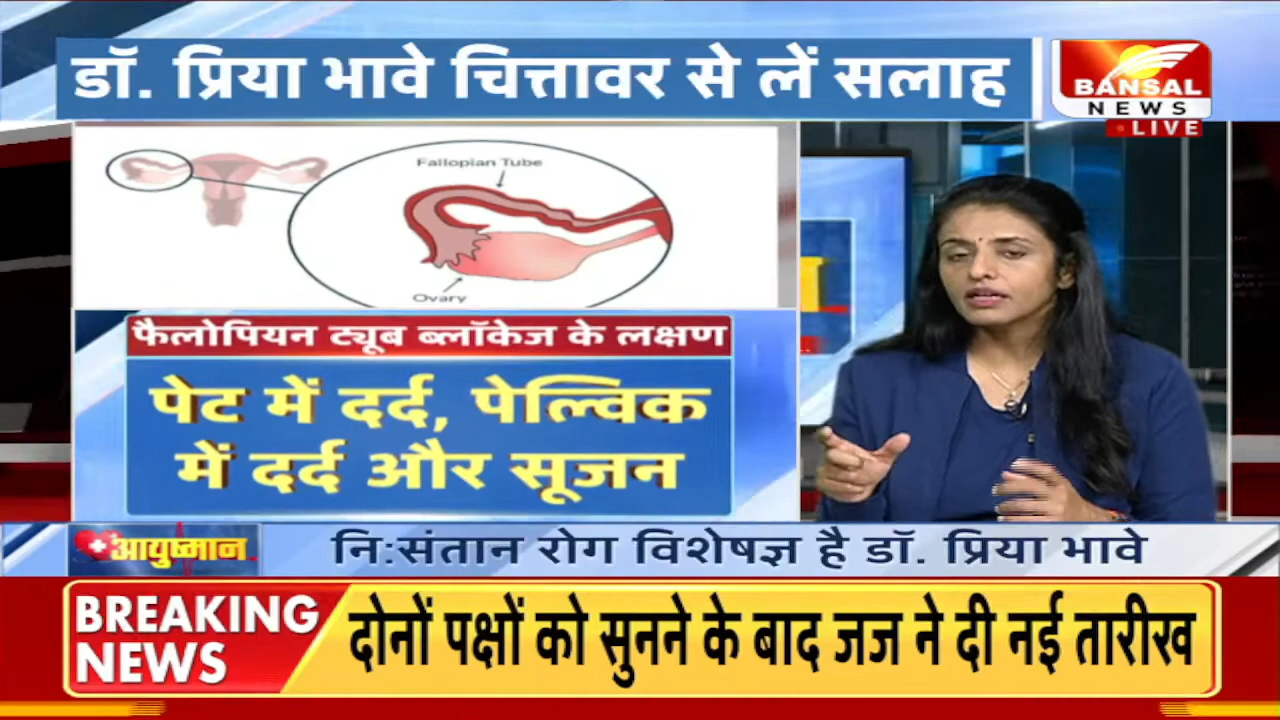 डॉ. प्रिया भावे चित्तावर से लें सलाह
BANSAL
NEWS
LIVE
Fallopian Tube
Ovary
फैलोपियन ट्यूब ब्लॉकेज के लक्षण
पेट में दर्द, पेल्विक
में दर्द और सूजन
आयुष्मान
नि:संतान रोग विशेषज्ञ है डॉ. प्रिया भावे
BREAKING
NEWS
दोनों पक्षों को सुनने के बाद जज ने दी नई तारीख